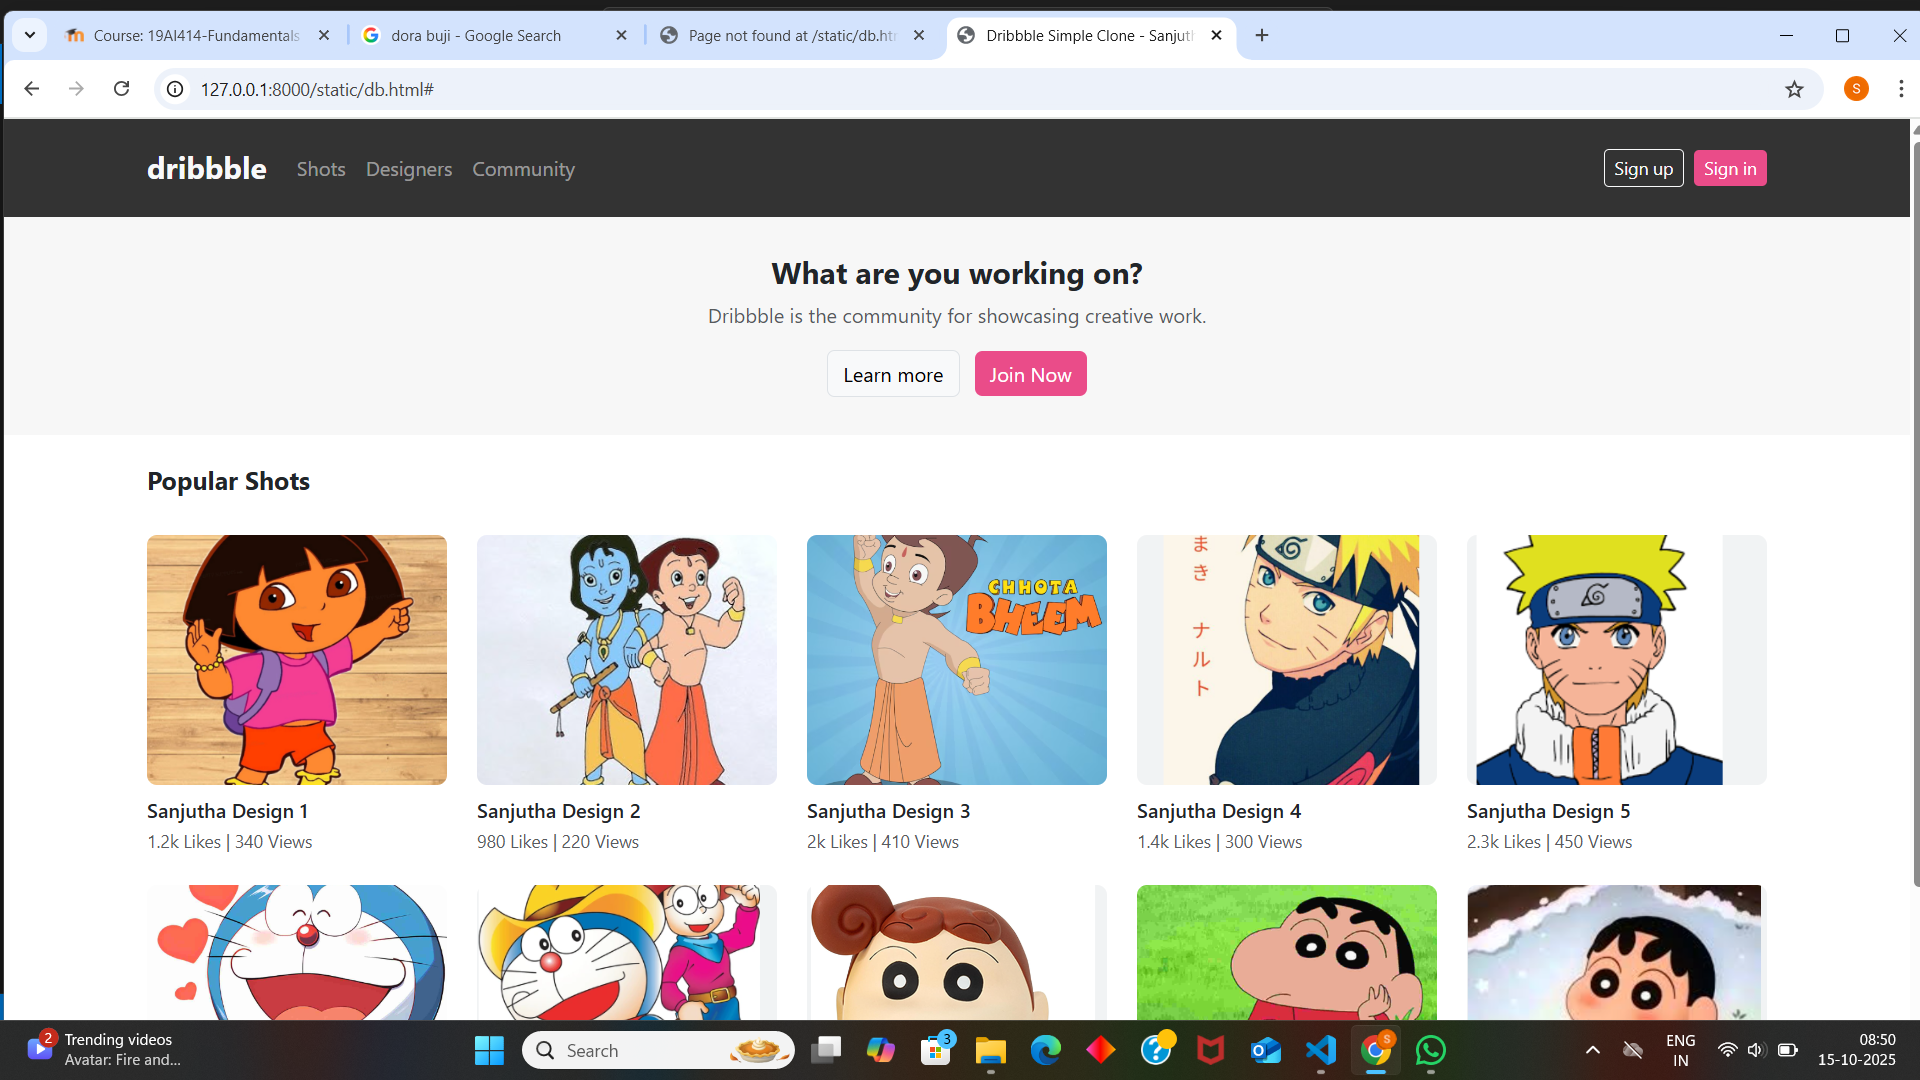 Course: 19AI414-Fundamentals
dora buji - Google Search
Page not found at /static/db.htm
Dribbble Simple Clone - Sanjuth
127.0.0.1:8000/static/db.html#
S
dribbble
Shots
Designers
Community
Sign up
Sign in
What are you working on?
Dribbble is the community for showcasing creative work.
Learn more
Join Now
Popular Shots
CHHOTA
BHEEM
まき ナルト
Sanjutha Design 1
1.2k Likes | 340 Views
Sanjutha Design 2
980 Likes | 220 Views
Sanjutha Design 3
2k Likes | 410 Views
Sanjutha Design 4
1.4k Likes | 300 Views
Sanjutha Design 5
2.3k Likes | 450 Views
2
Trending videos
Avatar: Fire and...
Search
3
S
ENG
IN
08:50
15-10-2025